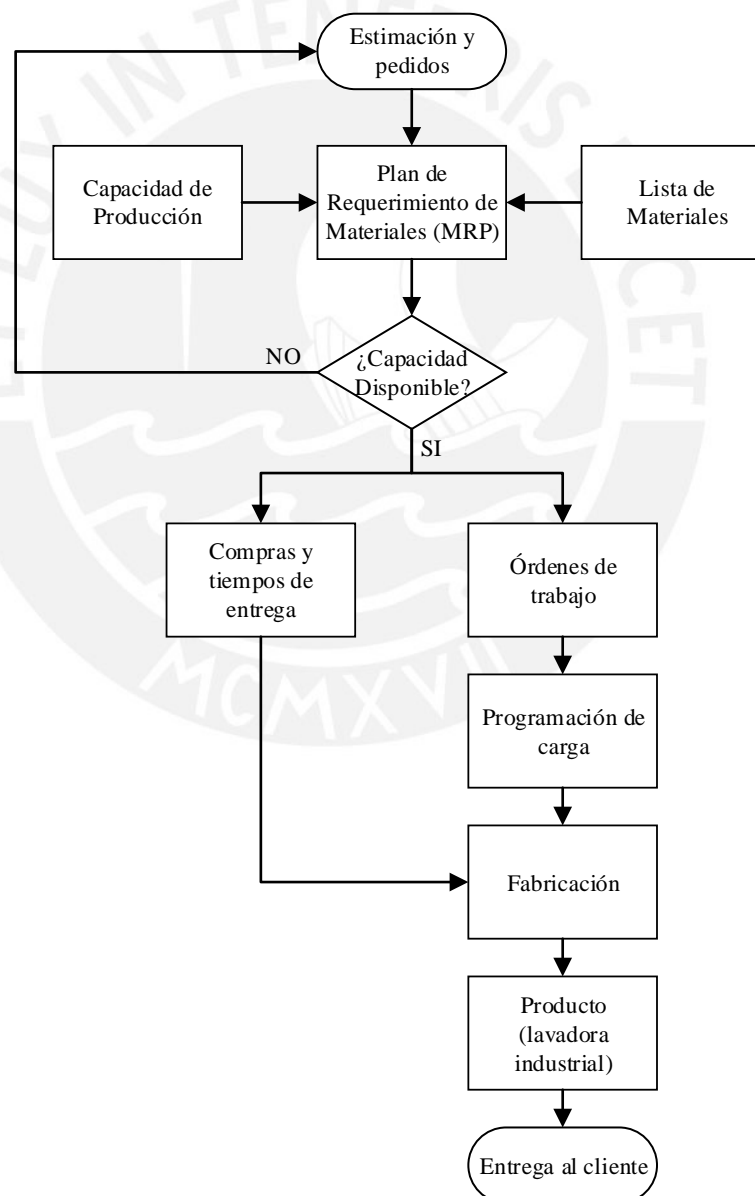 Estimación y
pedidos
Capacidad de
Producción
Plan de
Requerimiento de
Materiales (MRP)
Lista de
Materiales
¿Capacidad
Disponible?
NO
SI
Compras y
tiempos de
entrega
Órdenes de
trabajo
Programación de
carga
Fabricación
Producto
(lavadora
industrial)
Entrega al cliente
MCMXVII